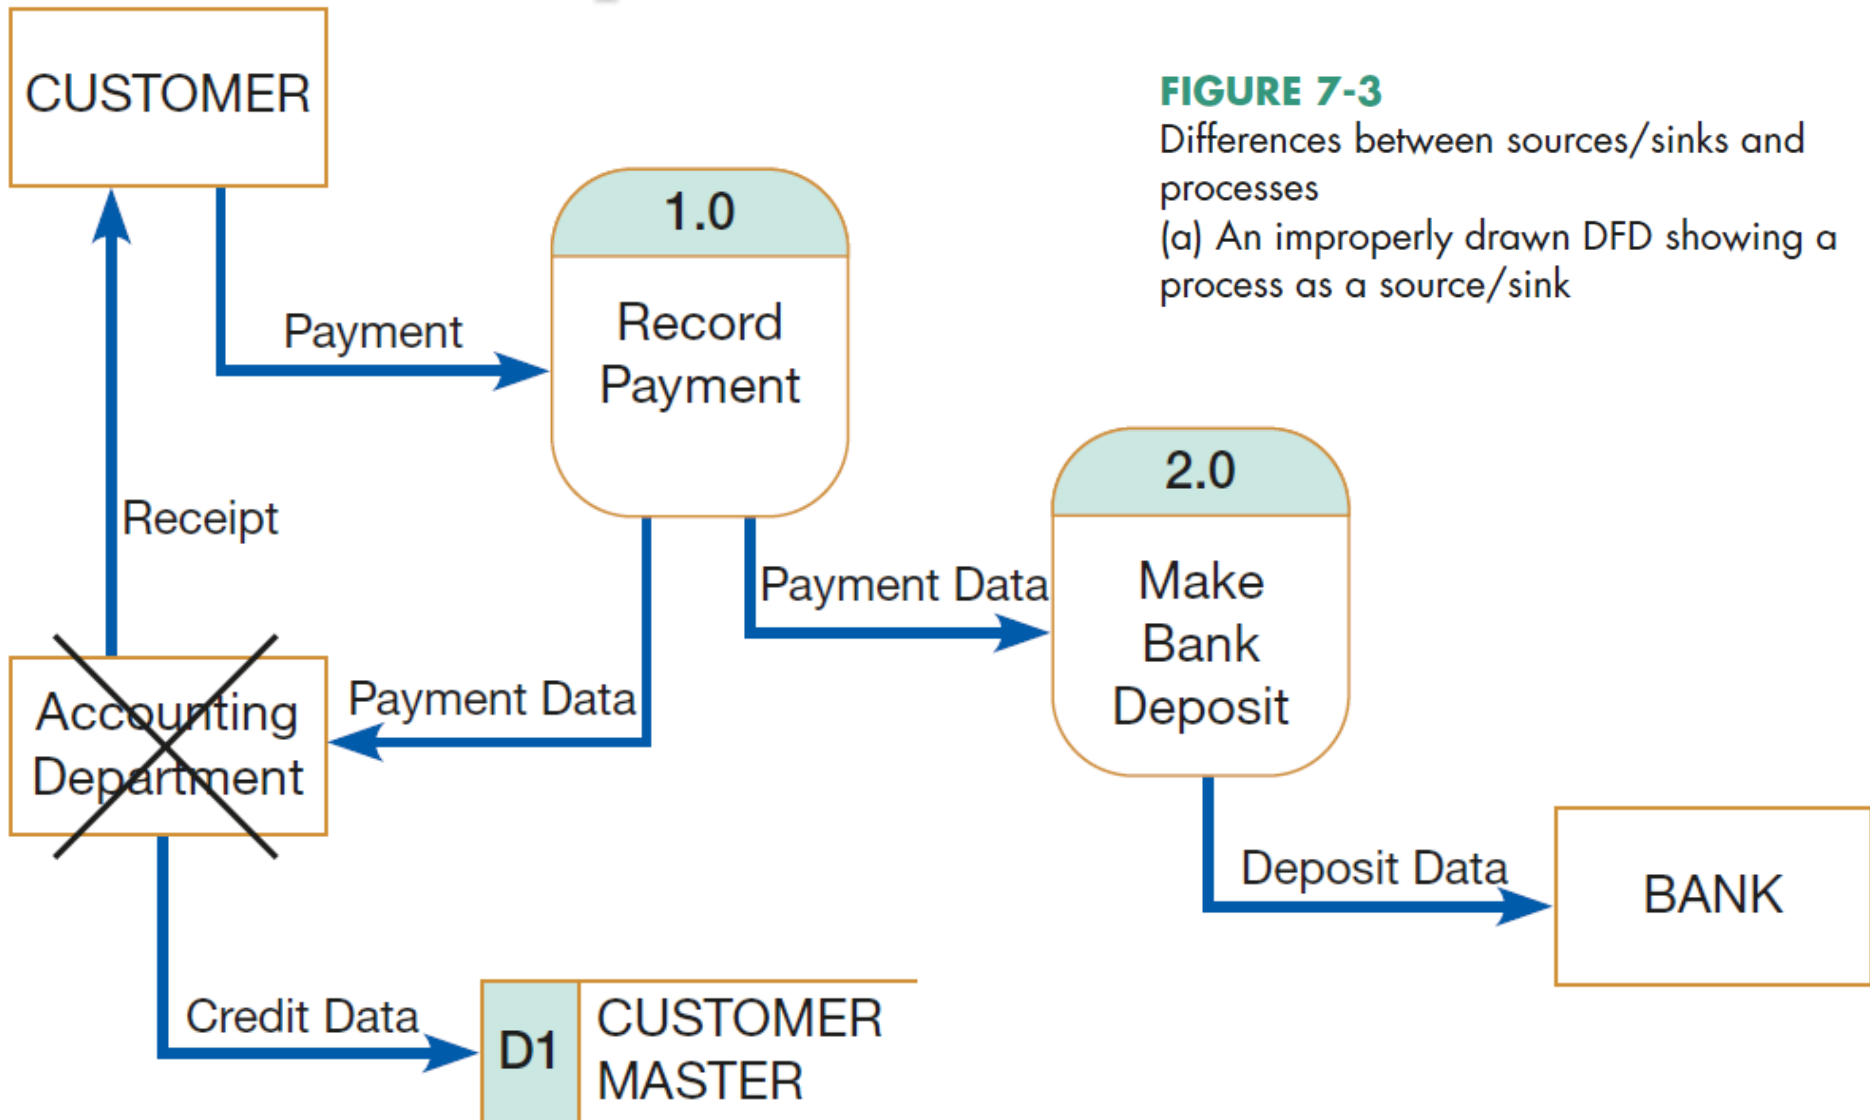 CUSTOMER
FIGURE 7-3
Differences between sources/sinks and
processes
(a) An improperly drawn DFD showing a
process as a source/sink
1.0
Record
Payment
Payment
Receipt
2.0
Make
Bank
Deposit
Payment Data
Payment Data
Accounting
Department
Deposit Data
BANK
Credit Data
D1
CUSTOMER
MASTER